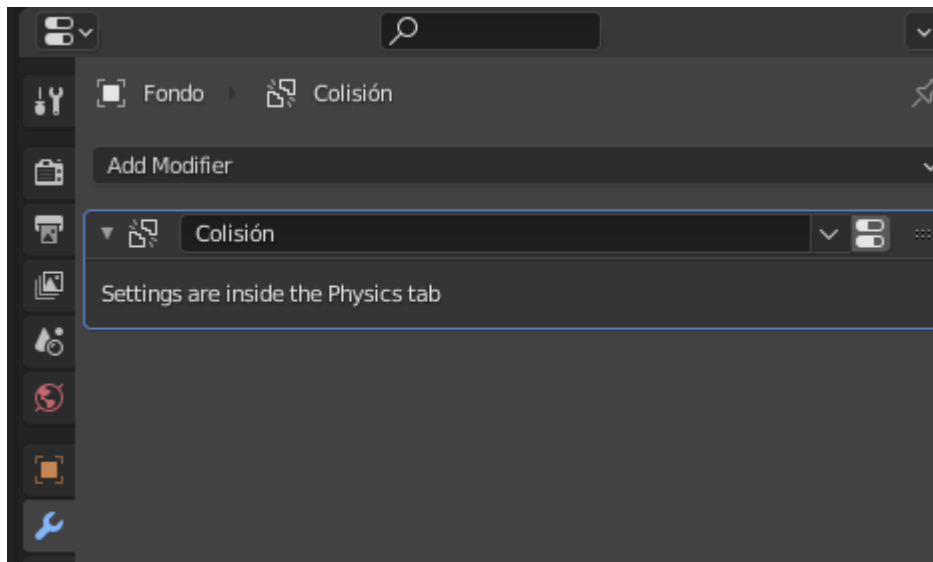 Fondo Colisión
Add Modifier
Colisión
Settings are inside the Physics tab